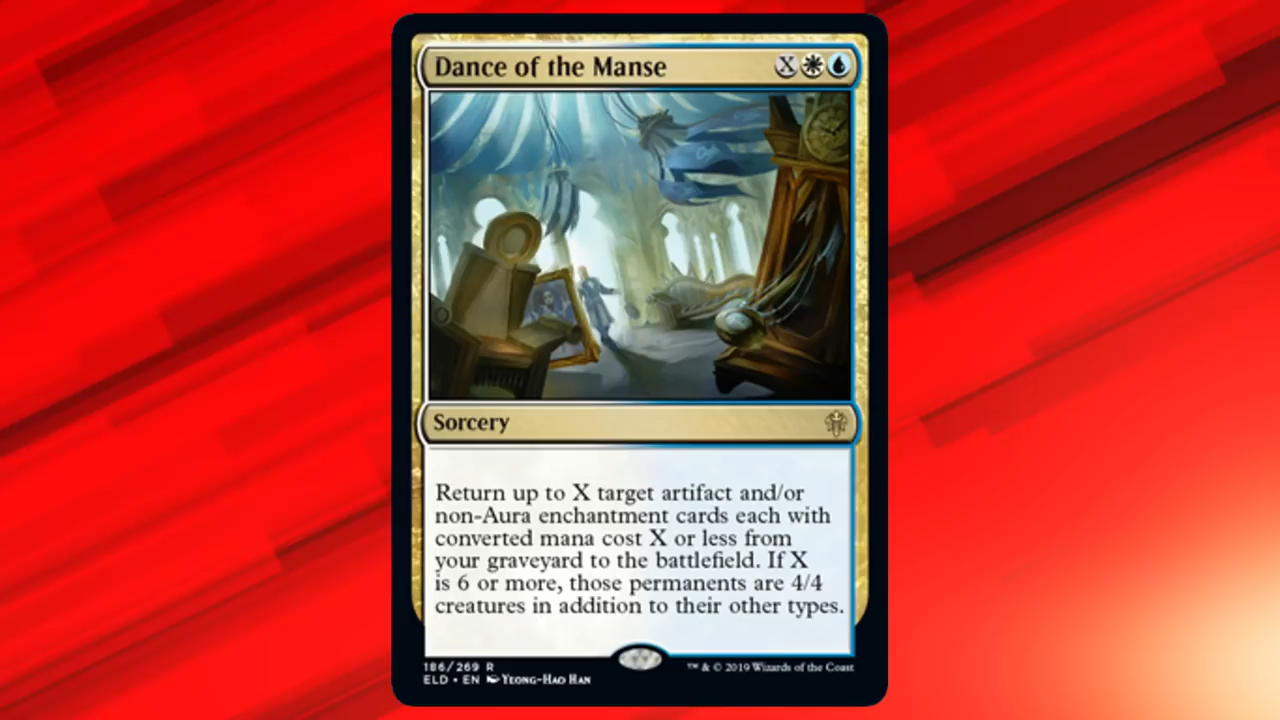 Dance of the Manse X
Sorcery
Return up to X target artifact and/or
non-Aura enchantment cards each with
converted mana cost X or less from
your graveyard to the battlefield. If X
is 6 or more, those permanents are 4/4
creatures in addition to their other types.
186/269 R
™ & © 2019 Wizards of the Coast
ELD • EN Yeong-Hao Han